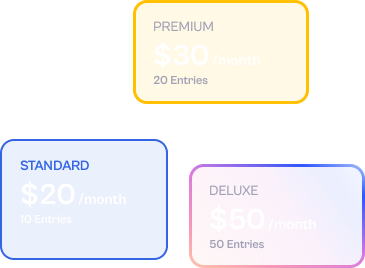 PREMIUM
$30 /month
20 Entries
STANDARD
$20 /month
10 Entries
DELUXE
$50 /month
50 Entries